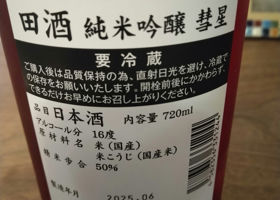 田酒 純米吟醸 彗星
要冷蔵
ご購入後は品質保持の為、直射日光を避け、冷蔵で
の保存をお願いいたします。開栓前後にかかわらず、
できるだけお早めにお召し上がりください。
品目 日本酒 内容量 720ml
アルコール分 16度
原材料名 米(国産)
米こうじ(国産米)
精米歩合 50%
製造年月 2025.06